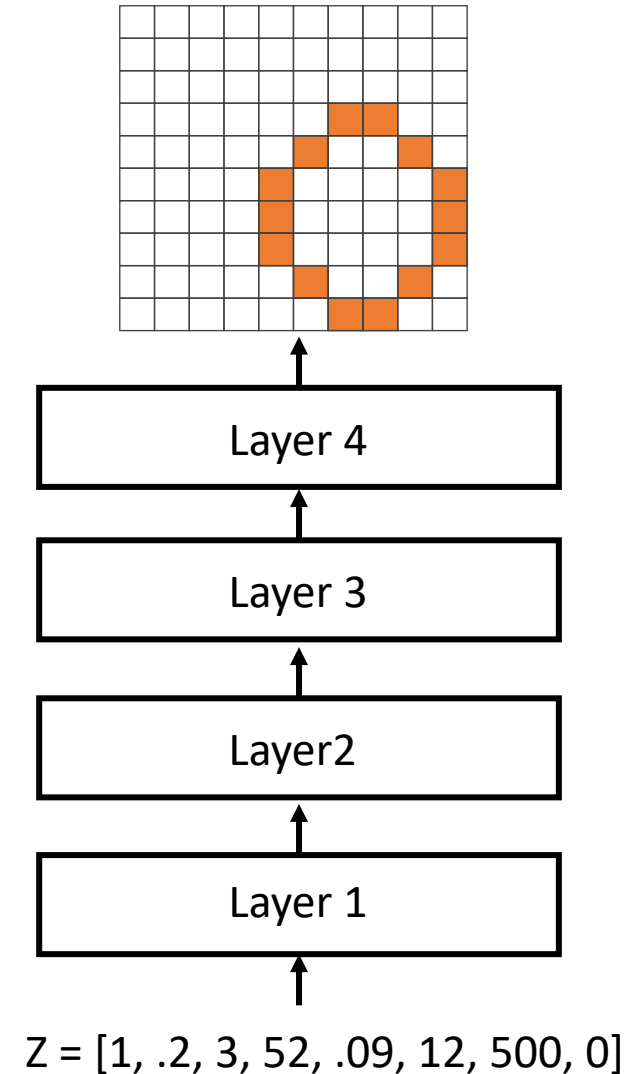 Layer 4
Layer 3
Layer2
Layer 1
Z = [1, .2, 3, 52, .09, 12, 500, 0]